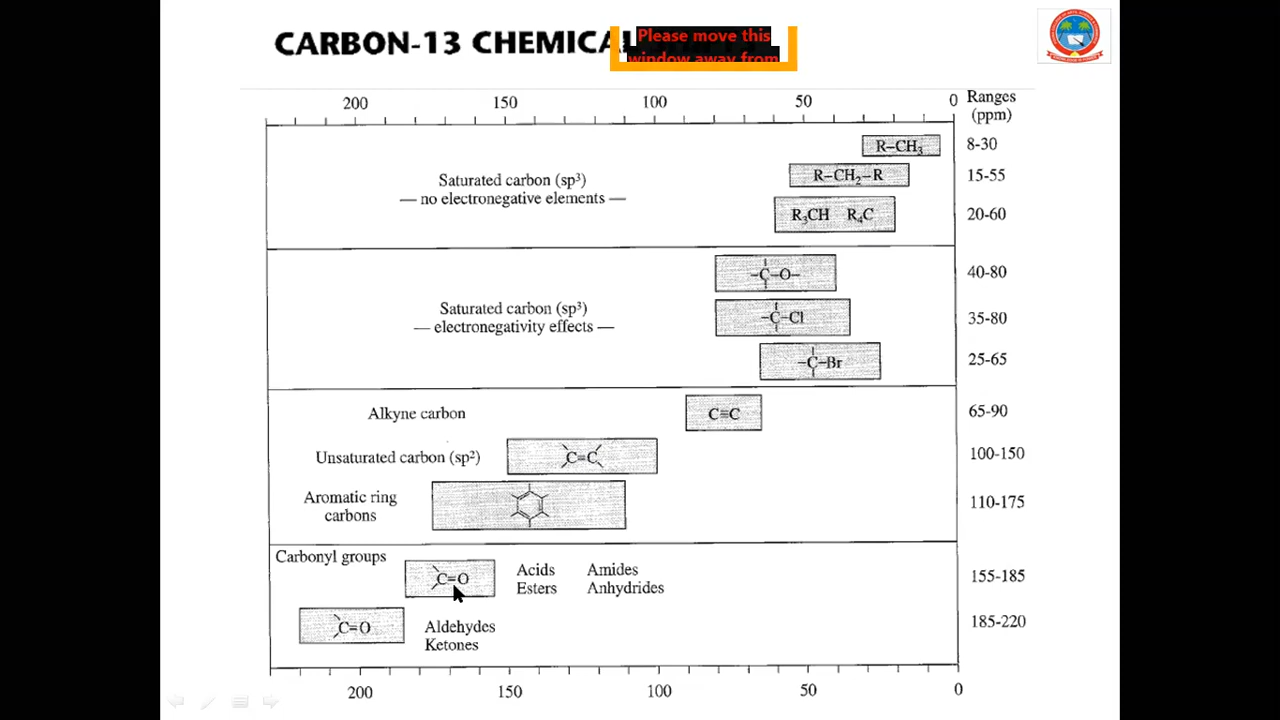 CARBON-13 CHEMICAL
Please move this
window away from
200 150 100 50 0 Ranges
(ppm)
R–CH₃ 8-30
R–CH₂–R 15-55
Saturated carbon (sp³)
— no electronegative elements —
R₃CH R₄C 20-60
–C–O– 40-80
Saturated carbon (sp³)
— electronegativity effects —
–C–Cl 35-80
–C–Br 25-65
Alkyne carbon C≡C 65-90
Unsaturated carbon (sp²) C=C 100-150
Aromatic ring
carbons
110-175
Carbonyl groups
C=O Acids Amides 155-185
Esters Anhydrides
C=O Aldehydes 185-220
Ketones
200 150 100 50 0